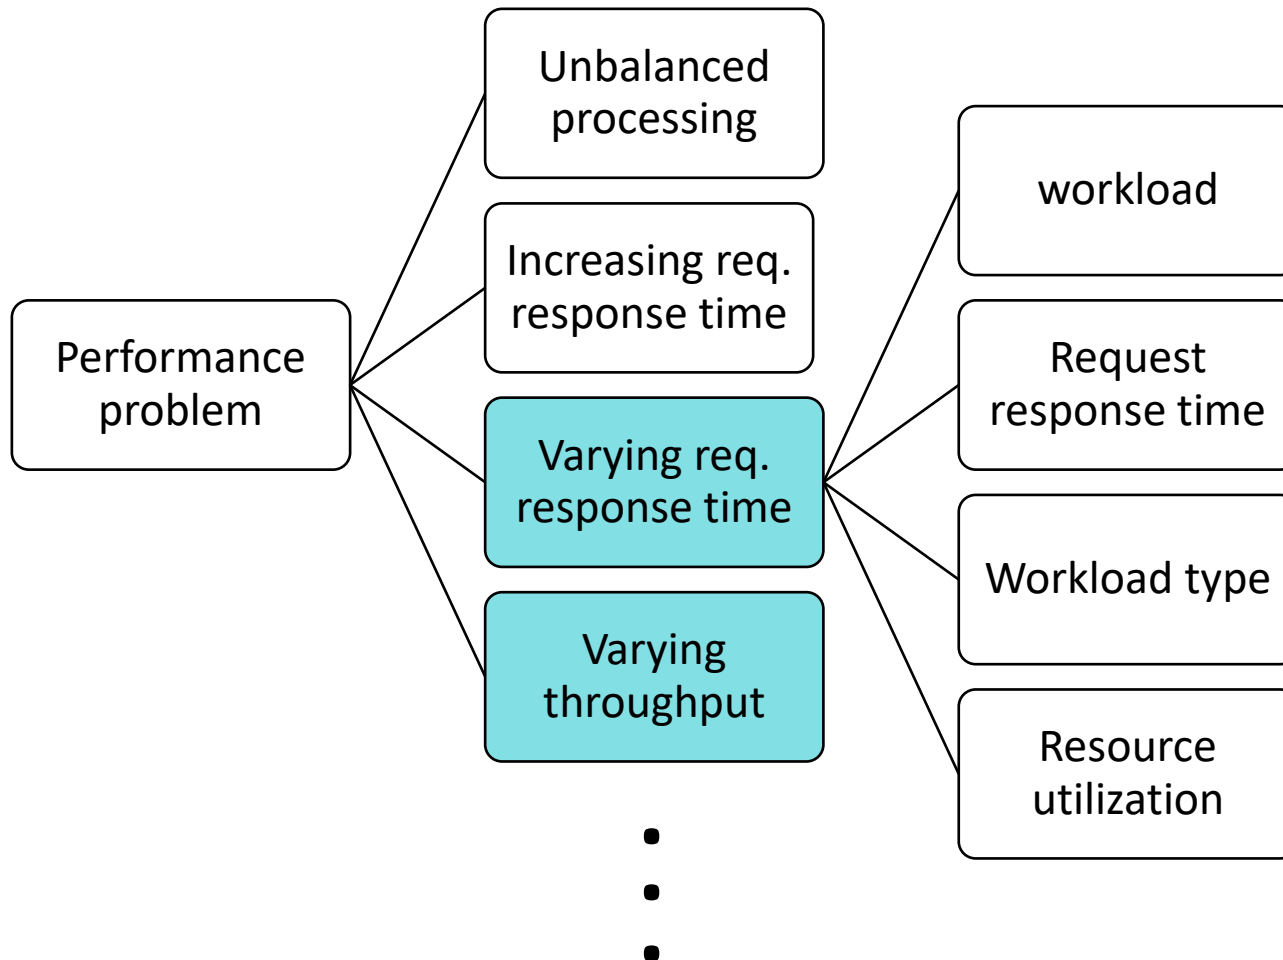 Performance
problem
Unbalanced
processing
Increasing req.
response time
Varying req.
response time
Varying
throughput
workload
Request
response time
Workload type
Resource
utilization